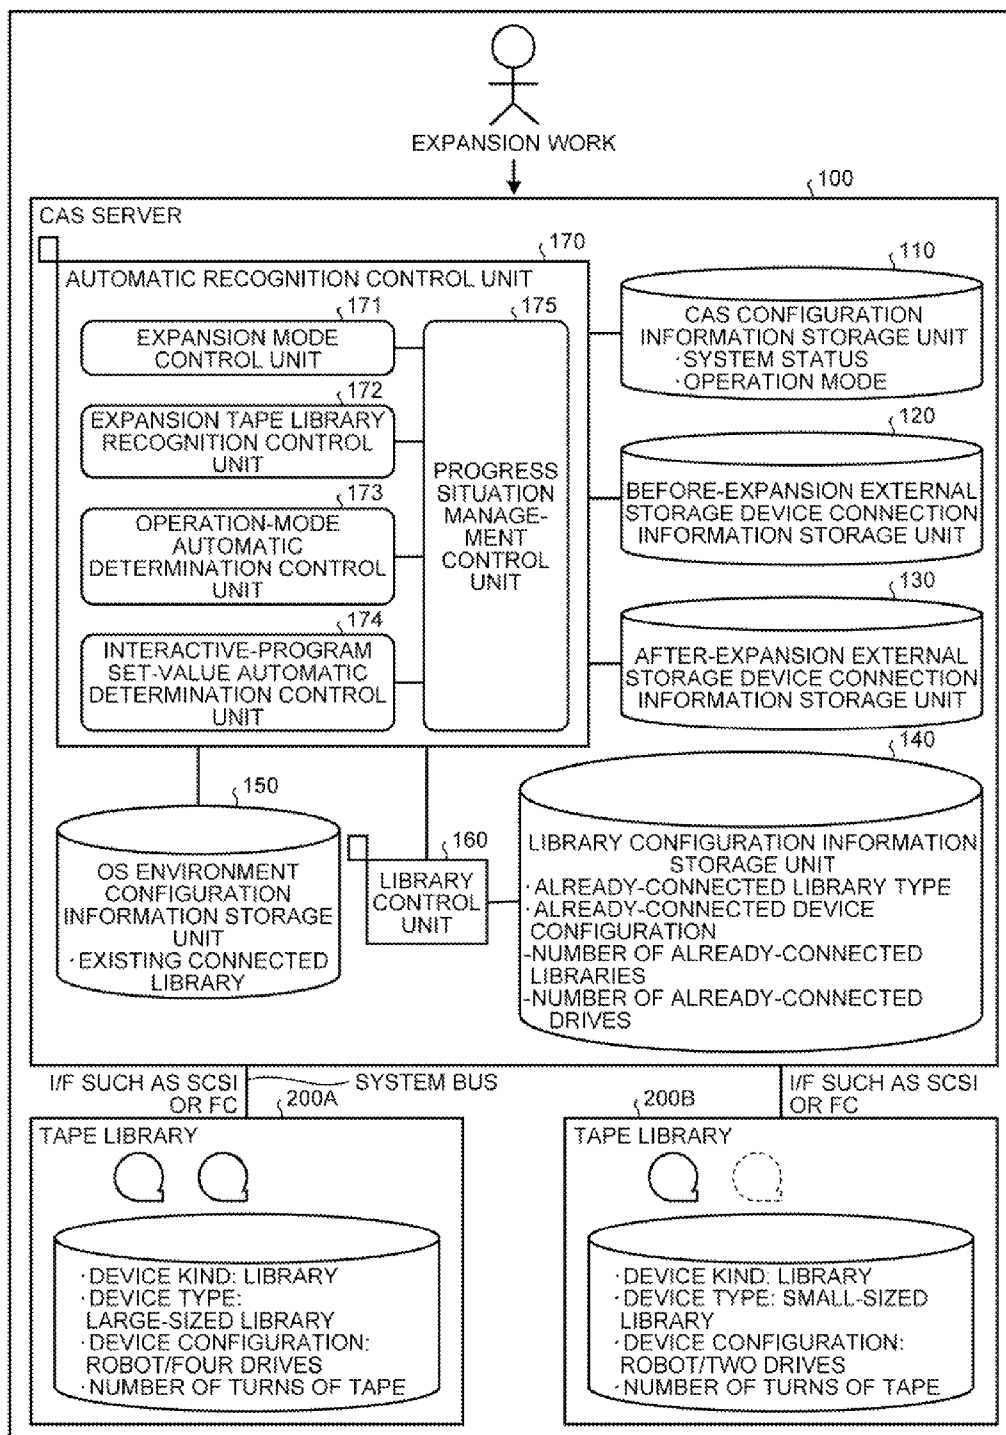 EXPANSION WORK
100
CAS SERVER
170
AUTOMATIC RECOGNITION CONTROL UNIT
171
EXPANSION MODE
CONTROL UNIT
172
EXPANSION TAPE LIBRARY
RECOGNITION CONTROL
UNIT
173
OPERATION-MODE
AUTOMATIC
DETERMINATION CONTROL
UNIT
174
INTERACTIVE-PROGRAM
SET-VALUE AUTOMATIC
DETERMINATION CONTROL
UNIT
175
PROGRESS
SITUATION
MANAGE-
MENT
CONTROL
UNIT
110
CAS CONFIGURATION
INFORMATION STORAGE UNIT
·SYSTEM STATUS
·OPERATION MODE
120
BEFORE-EXPANSION EXTERNAL
STORAGE DEVICE CONNECTION
INFORMATION STORAGE UNIT
130
AFTER-EXPANSION EXTERNAL
STORAGE DEVICE CONNECTION
INFORMATION STORAGE UNIT
140
LIBRARY CONFIGURATION INFORMATION
STORAGE UNIT
·ALREADY-CONNECTED LIBRARY TYPE
·ALREADY-CONNECTED DEVICE
CONFIGURATION
-NUMBER OF ALREADY-CONNECTED
LIBRARIES
-NUMBER OF ALREADY-CONNECTED
DRIVES
150
OS ENVIRONMENT
CONFIGURATION
INFORMATION STORAGE
UNIT
·EXISTING CONNECTED
LIBRARY
160
LIBRARY
CONTROL
UNIT
I/F SUCH AS SCSI
OR FC
SYSTEM BUS
200A
TAPE LIBRARY
·DEVICE KIND: LIBRARY
·DEVICE TYPE:
LARGE-SIZED LIBRARY
·DEVICE CONFIGURATION:
ROBOT/FOUR DRIVES
·NUMBER OF TURNS OF TAPE
I/F SUCH AS SCSI
OR FC
200B
TAPE LIBRARY
·DEVICE KIND: LIBRARY
·DEVICE TYPE: SMALL-SIZED
LIBRARY
·DEVICE CONFIGURATION:
ROBOT/TWO DRIVES
·NUMBER OF TURNS OF TAPE